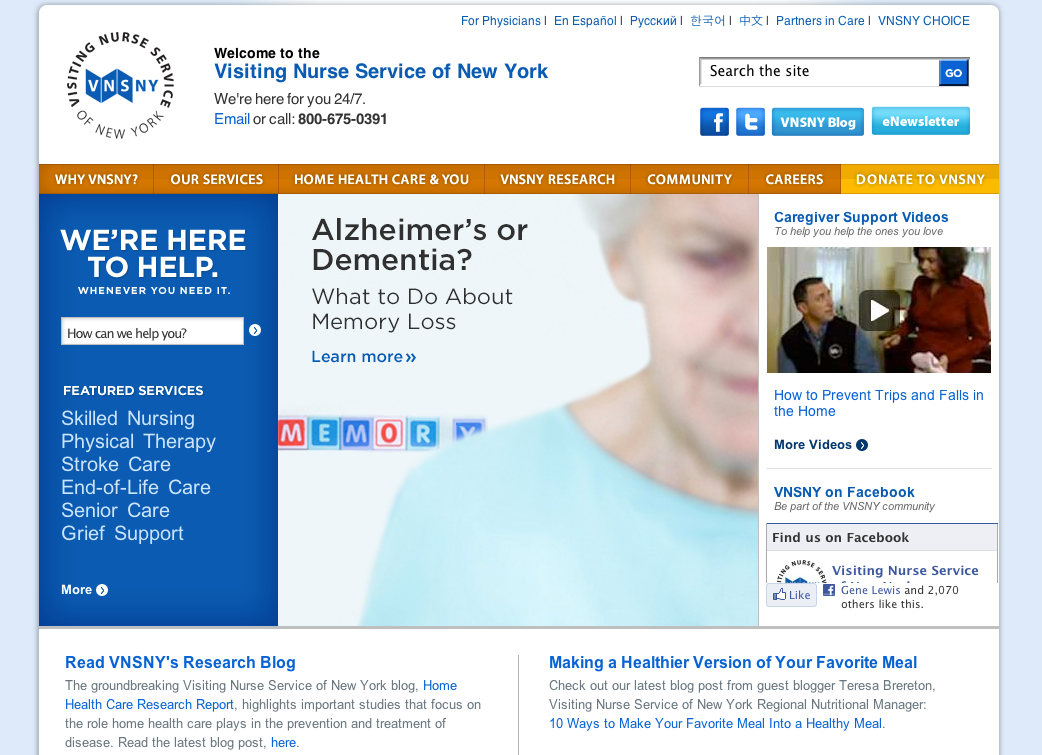 For Physicians | En Español | Русский | 한국어 | 中文 | Partners in Care | VNSNY CHOICE
VISITING NURSE SERVICE
VNSNY
OF NEW YORK
Welcome to the
Visiting Nurse Service of New York
We're here for you 24/7.
Email or call: 800-675-0391
Search the site
GO
VNSNY Blog
eNewsletter
WHY VNSNY?
OUR SERVICES
HOME HEALTH CARE & YOU
VNSNY RESEARCH
COMMUNITY
CAREERS
DONATE TO VNSNY
WE'RE HERE
TO HELP.
WHENEVER YOU NEED IT.
How can we help you?
FEATURED SERVICES
Skilled Nursing
Physical Therapy
Stroke Care
End-of-Life Care
Senior Care
Grief Support
More
Alzheimer's or
Dementia?
What to Do About
Memory Loss
Learn more »
MEMORY
Caregiver Support Videos
To help you help the ones you love
How to Prevent Trips and Falls in
the Home
More Videos
VNSNY on Facebook
Be part of the VNSNY community
Find us on Facebook
Visiting Nurse Service
Like
Gene Lewis and 2,070
others like this.
Read VNSNY's Research Blog
The groundbreaking Visiting Nurse Service of New York blog, Home
Health Care Research Report, highlights important studies that focus on
the role home health care plays in the prevention and treatment of
disease. Read the latest blog post, here.
Making a Healthier Version of Your Favorite Meal
Check out our latest blog post from guest blogger Teresa Brereton,
Visiting Nurse Service of New York Regional Nutritional Manager:
10 Ways to Make Your Favorite Meal Into a Healthy Meal.